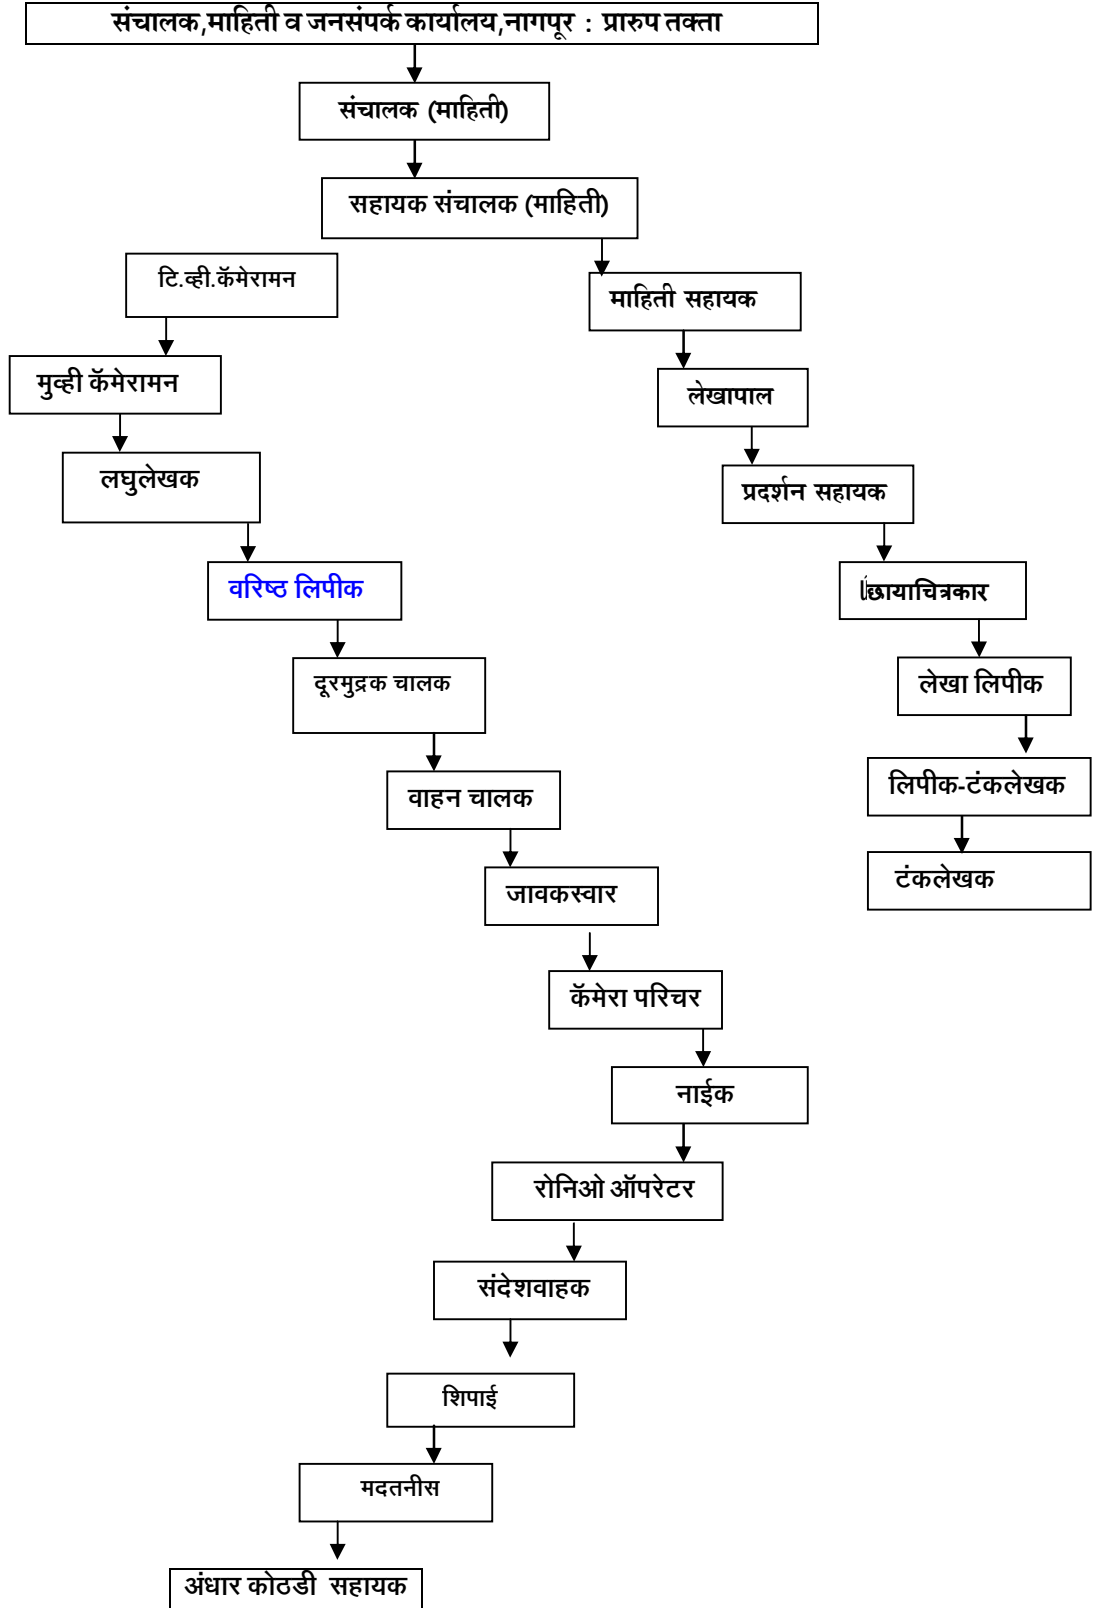 संचालक,माहिती व जनसंपर्क कार्यालय,नागपूर : प्रारुप तक्ता
संचालक (माहिती)
सहायक संचालक (माहिती)
टि.व्ही.कॅमेरामन
माहिती सहायक
मुव्ही कॅमेरामन
लेखापाल
लघुलेखक
प्रदर्शन सहायक
वरिष्ठ लिपीक
छायाचित्रकार
दूरमुद्रक चालक
लेखा लिपीक
वाहन चालक
लिपीक-टंकलेखक
जावकस्वार
टंकलेखक
कॅमेरा परिचर
नाईक
रोनिओ ऑपरेटर
संदेशवाहक
शिपाई
मदतनीस
अंधार कोठडी सहायक